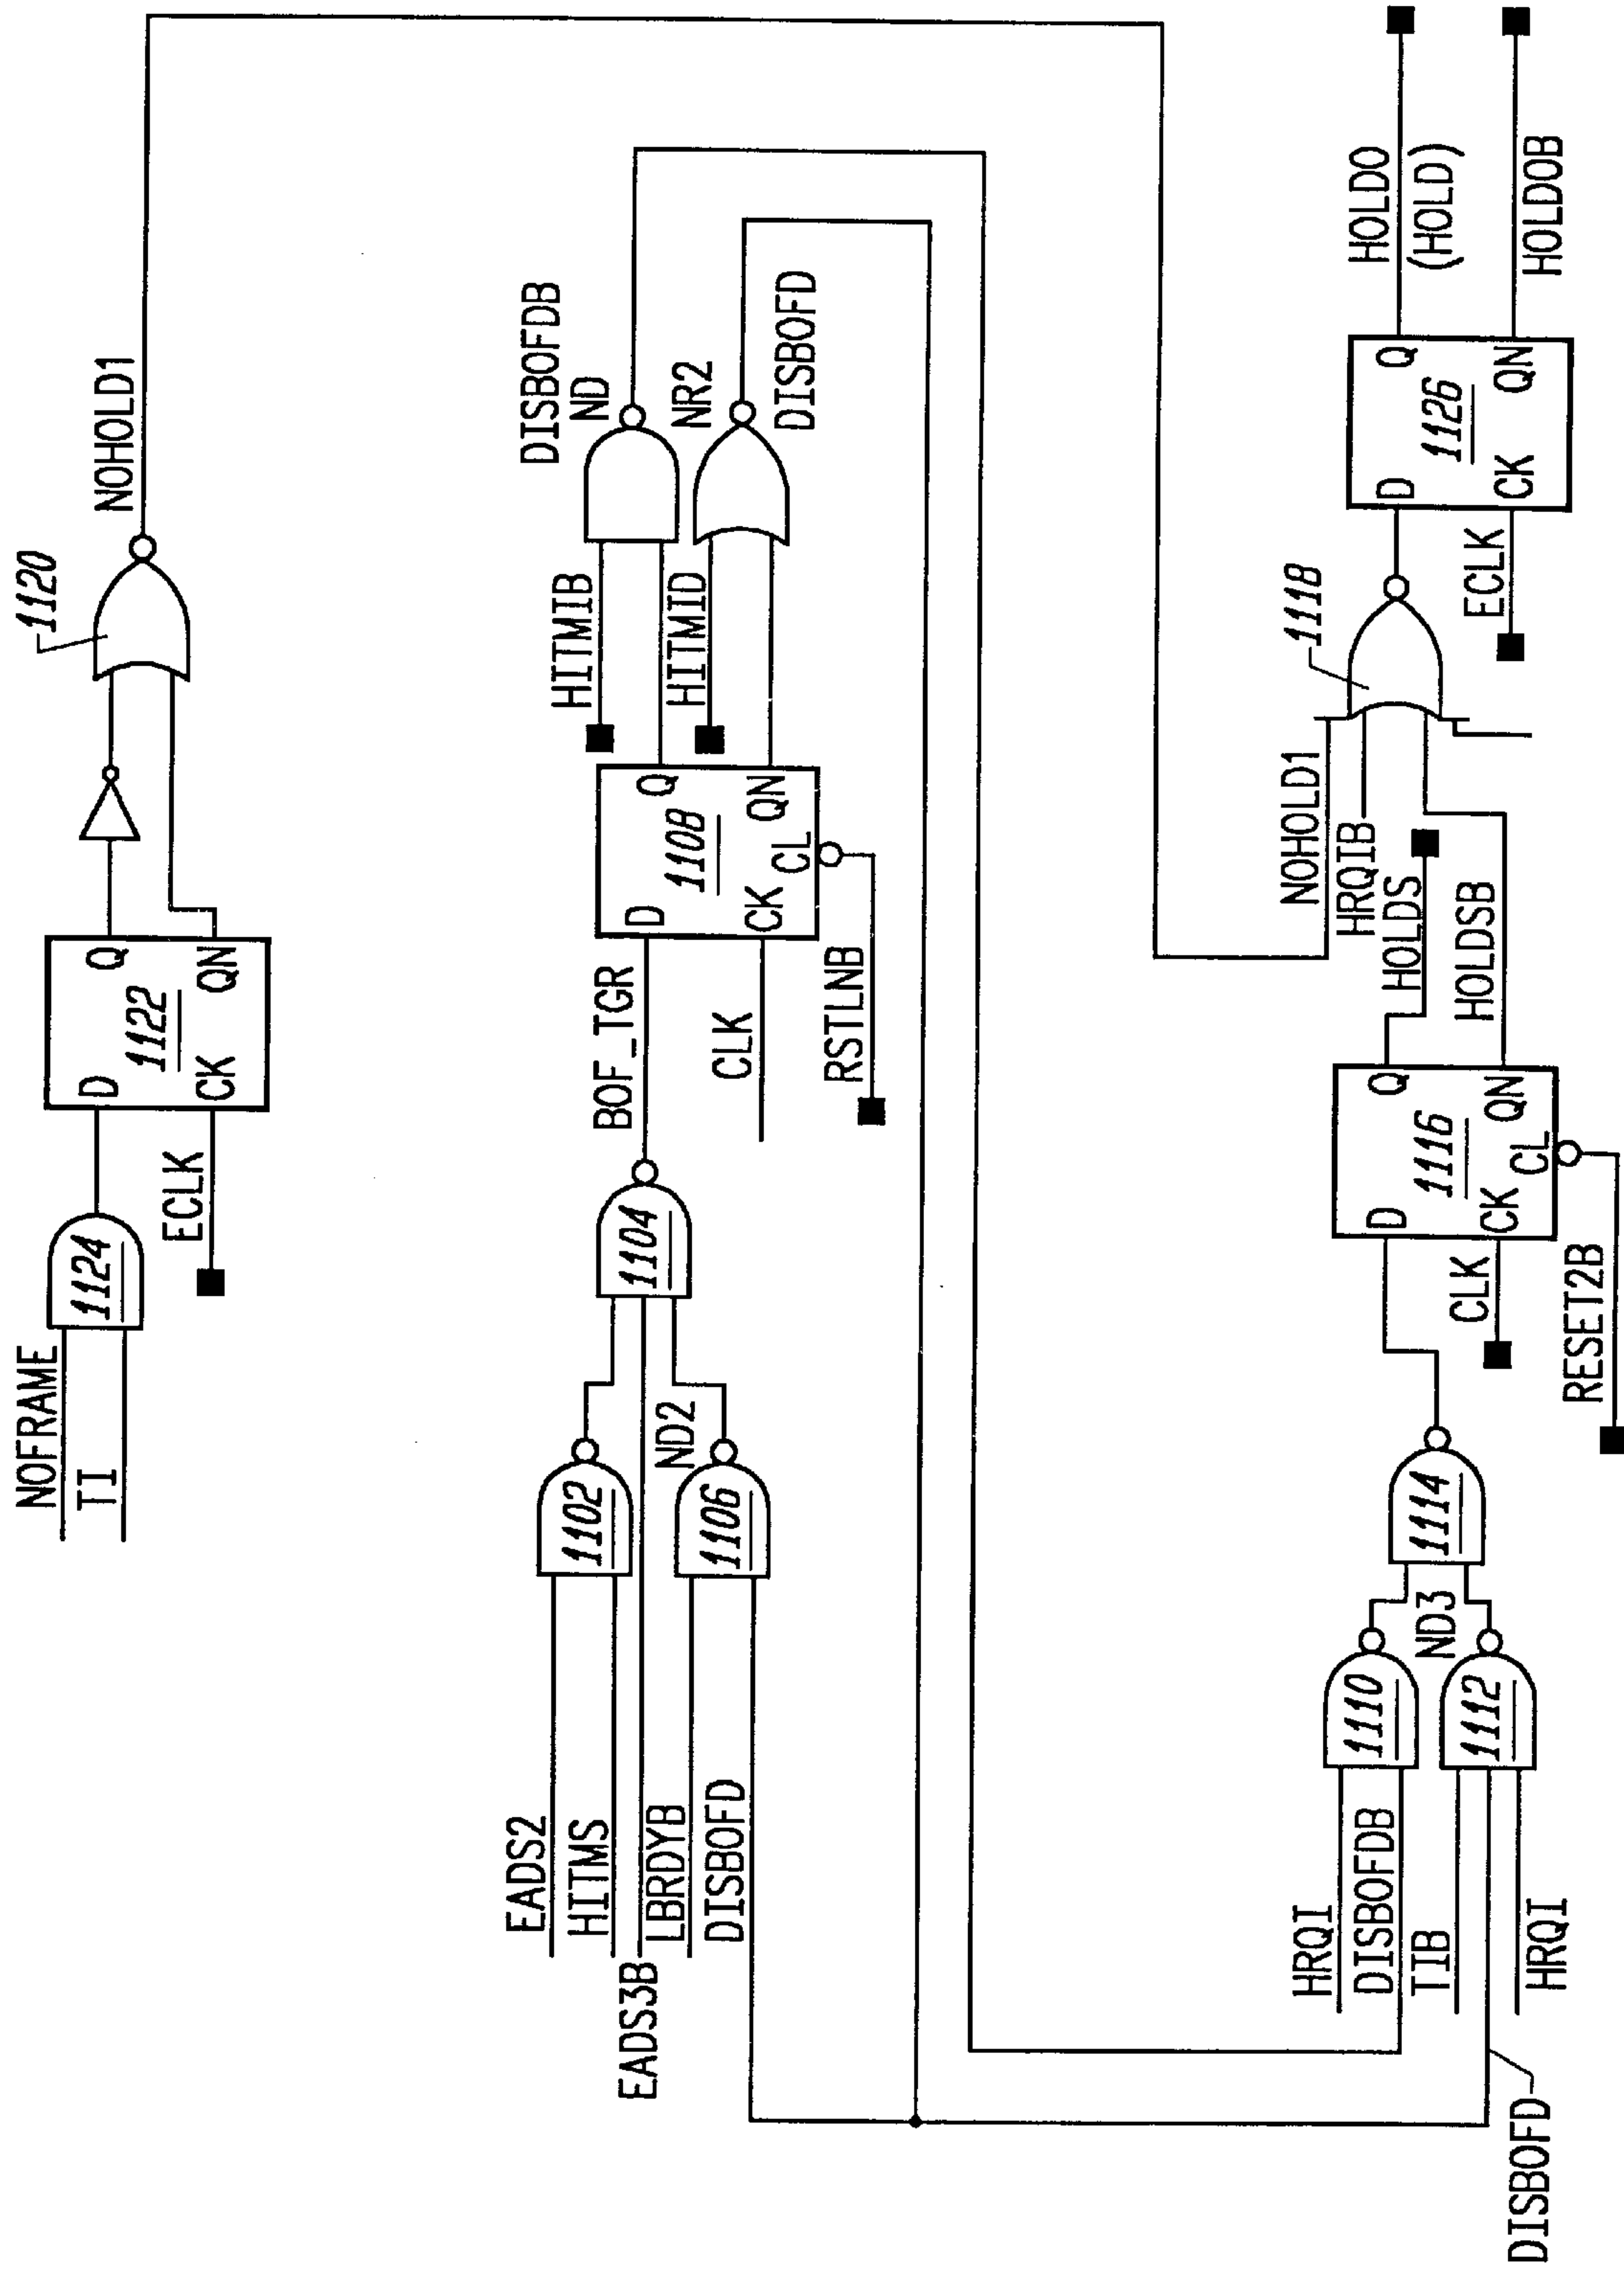 NOFRAME
TI
1124
ECLK
D
Q
1122
CK
QN
1120
NOHOLD1
EADS2
HITMS
EADS3B
LBRDYB
DISBOFD
1102
ND2
1106
1104
BOF_TGR
CLK
RSTLNB
D
Q
1108
CK
QN
CL
HITMIB
HITMID
DISBOFDB
ND
NR2
DISBOFD
HRQI
DISBOFDB
TIB
HRQI
DISBOFD
1110
ND3
1112
1114
CLK
RESET2B
D
Q
1116
CK
QN
CL
NOHOLD1
HRQIB
HOLDS
HOLDSB
1118
ECLK
D
Q
1126
CK
QN
HOLDO
(HOLD)
HOLDOB